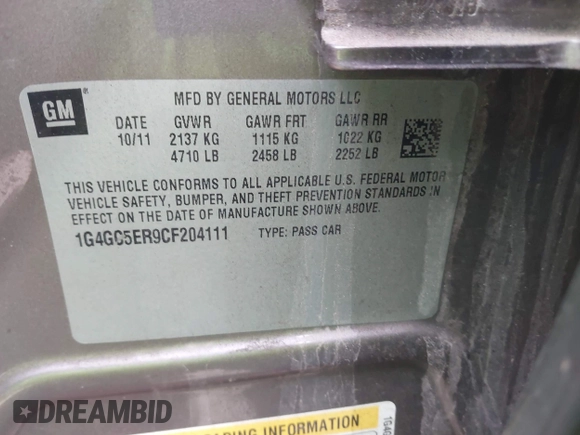 GM
MFD BY GENERAL MOTORS LLC
DATE GVWR GAWR FRT GAWR RR
10/11 2137 KG 1115 KG 1022 KG
4710 LB 2458 LB 2252 LB
THIS VEHICLE CONFORMS TO ALL APPLICABLE U.S. FEDERAL MOTOR
VEHICLE SAFETY, BUMPER, AND THEFT PREVENTION STANDARDS IN
EFFECT ON THE DATE OF MANUFACTURE SHOWN ABOVE.
1G4GC5ER9CF204111 TYPE: PASS CAR
INFORMATION
DREAMBID